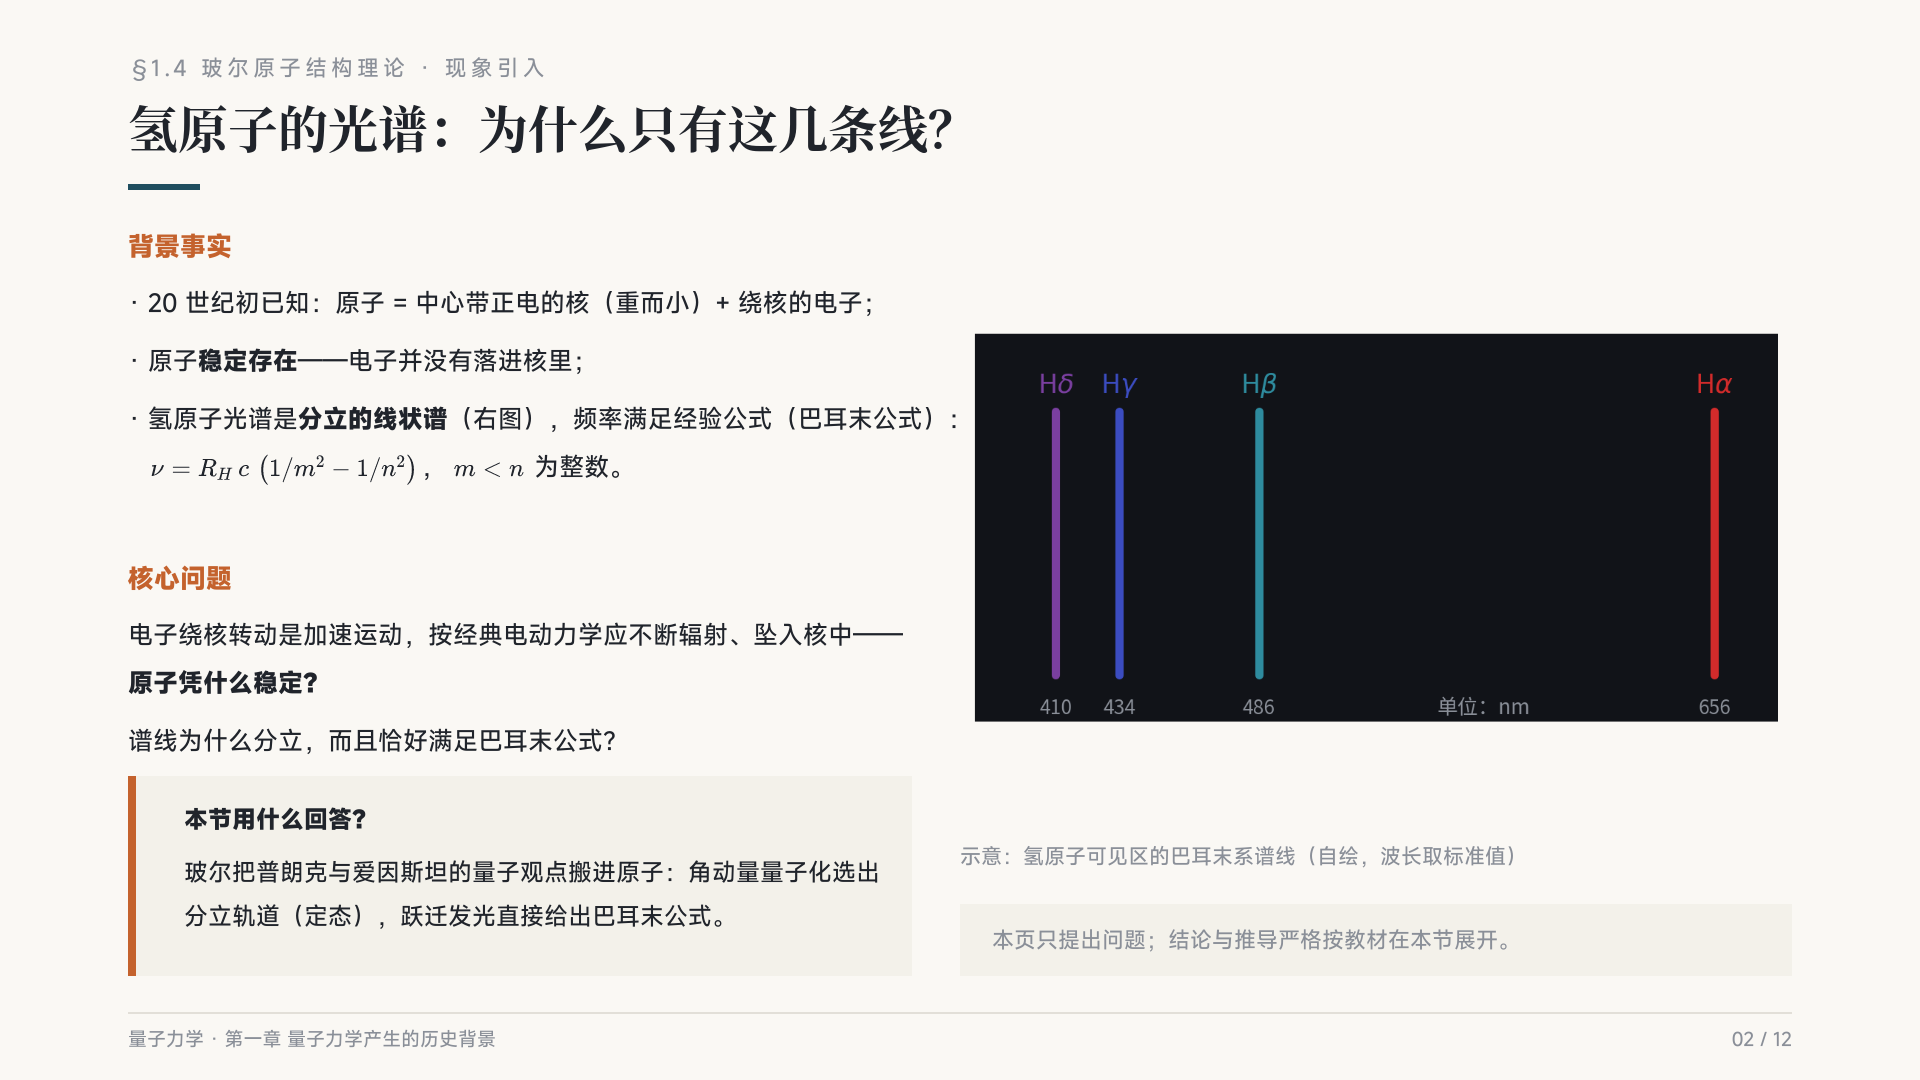 §1.4 玻尔原子结构理论 · 现象引入
氢原子的光谱：为什么只有这几条线？
背景事实
· 20 世纪初已知：原子 = 中心带正电的核（重而小）+ 绕核的电子；
· 原子稳定存在——电子并没有落进核里；
· 氢原子光谱是分立的线状谱（右图），频率满足经验公式（巴耳末公式）：
ν = R_H c (1/m² − 1/n²) ， m < n 为整数。
核心问题
电子绕核转动是加速运动，按经典电动力学应不断辐射、坠入核中——
原子凭什么稳定？
谱线为什么分立，而且恰好满足巴耳末公式？
本节用什么回答？
玻尔把普朗克与爱因斯坦的量子观点搬进原子：角动量量子化选出
分立轨道（定态），跃迁发光直接给出巴耳末公式。
Hδ Hγ Hβ Hα
410 434 486 单位：nm 656
示意：氢原子可见区的巴耳末系谱线（自绘，波长取标准值）
本页只提出问题；结论与推导严格按教材在本节展开。
量子力学 · 第一章 量子力学产生的历史背景
02 / 12